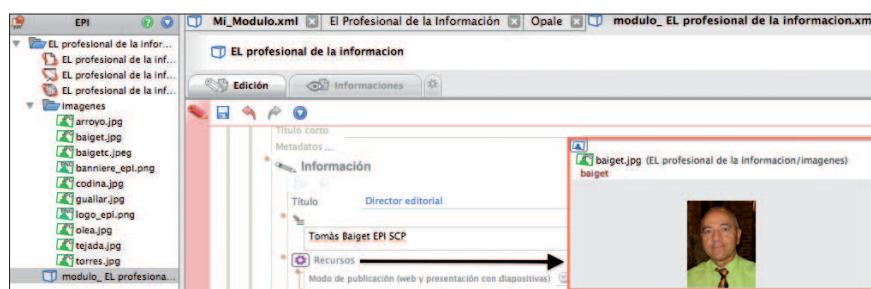 EPI
EL profesional de la infor...
EL profesional de la inf...
EL profesional de la inf...
EL profesional de la inf...
imagenes
arroyo.jpg
baiget.jpg
baigetc.jpeg
banniere_epi.png
codina.jpg
guallar.jpg
logo_epi.png
olea.jpg
tejada.jpg
torres.jpg
modulo_ EL profesiona...
Mi_Modulo.xml
El Profesional de la Información
Opale
modulo_ EL profesional de la informacion.xm
EL profesional de la informacion
Edición
Informaciones
Título corto
Metadatos ...
Información
Título
Director editorial
Tomàs Baiget EPI SCP
Recursos
Modo de publicación (web y presentación con diapositivas)
baiget.jpg (EL profesional de la informacion/imagenes)
baiget